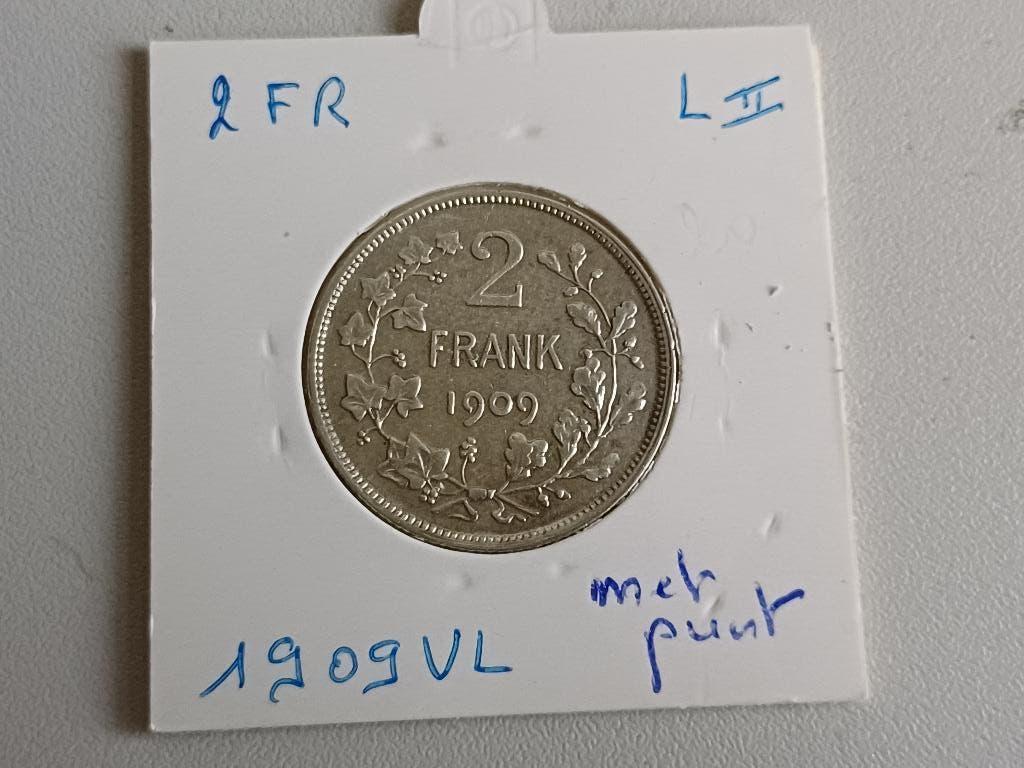 2 FR
L II
2
FRANK
1909
met
punt
1909 VL